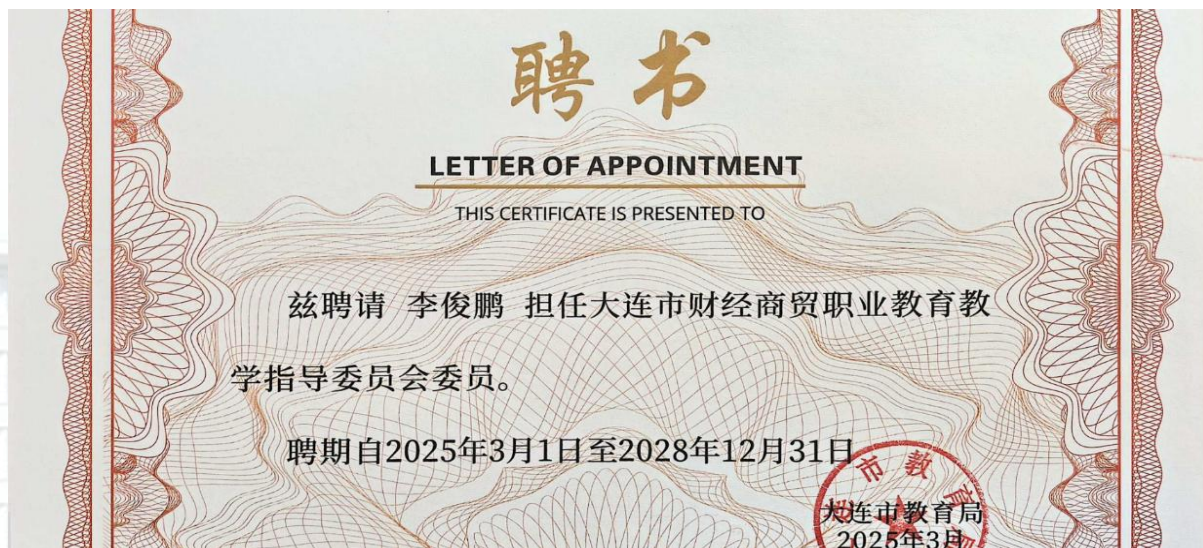 聘书
LETTER OF APPOINTMENT
THIS CERTIFICATE IS PRESENTED TO
兹聘请 李俊鹏 担任大连市财经商贸职业教育教
学指导委员会委员。
聘期自2025年3月1日至2028年12月31日
大连市教育局
2025年3月